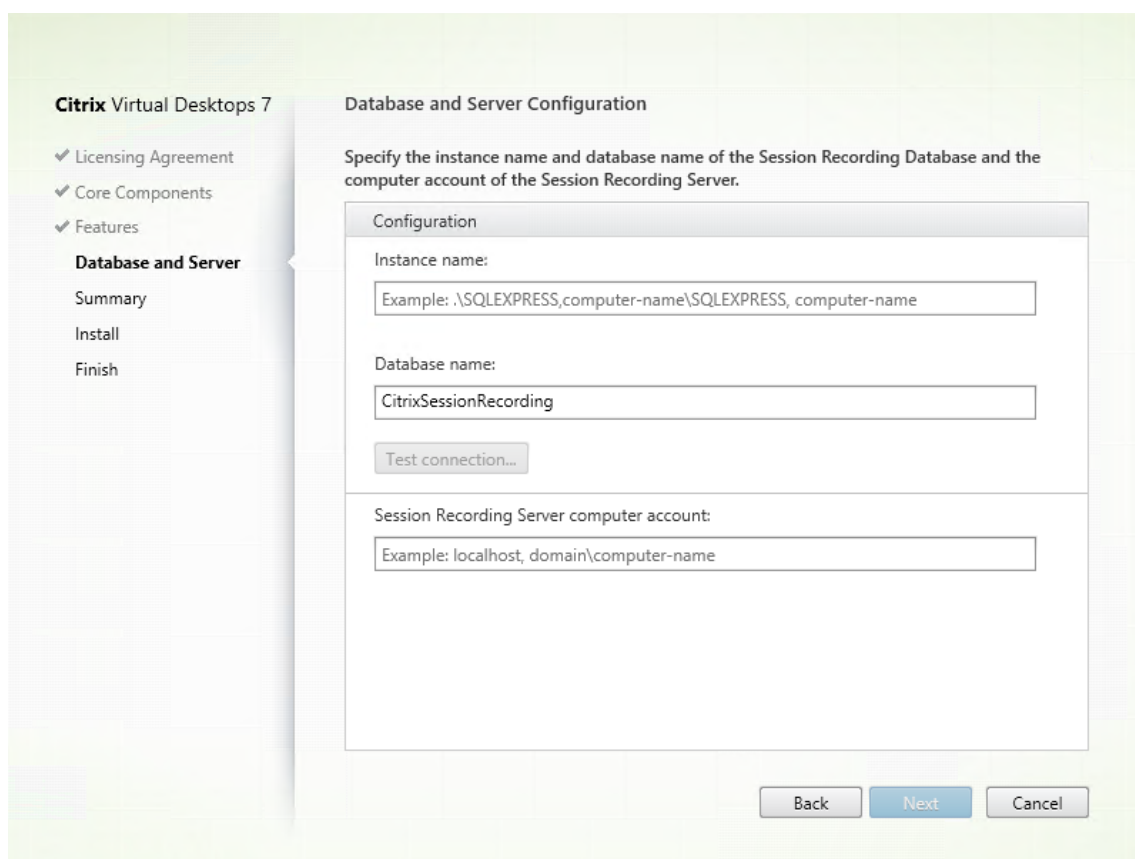 Citrix Virtual Desktops 7
Licensing Agreement
Core Components
Features
Database and Server
Summary
Install
Finish
Database and Server Configuration
Specify the instance name and database name of the Session Recording Database and the
computer account of the Session Recording Server.
Configuration
Instance name:
Example: .\SQLEXPRESS,computer-name\SQLEXPRESS, computer-name
Database name:
CitrixSessionRecording
Test connection...
Session Recording Server computer account:
Example: localhost, domain\computer-name
Back
Next
Cancel